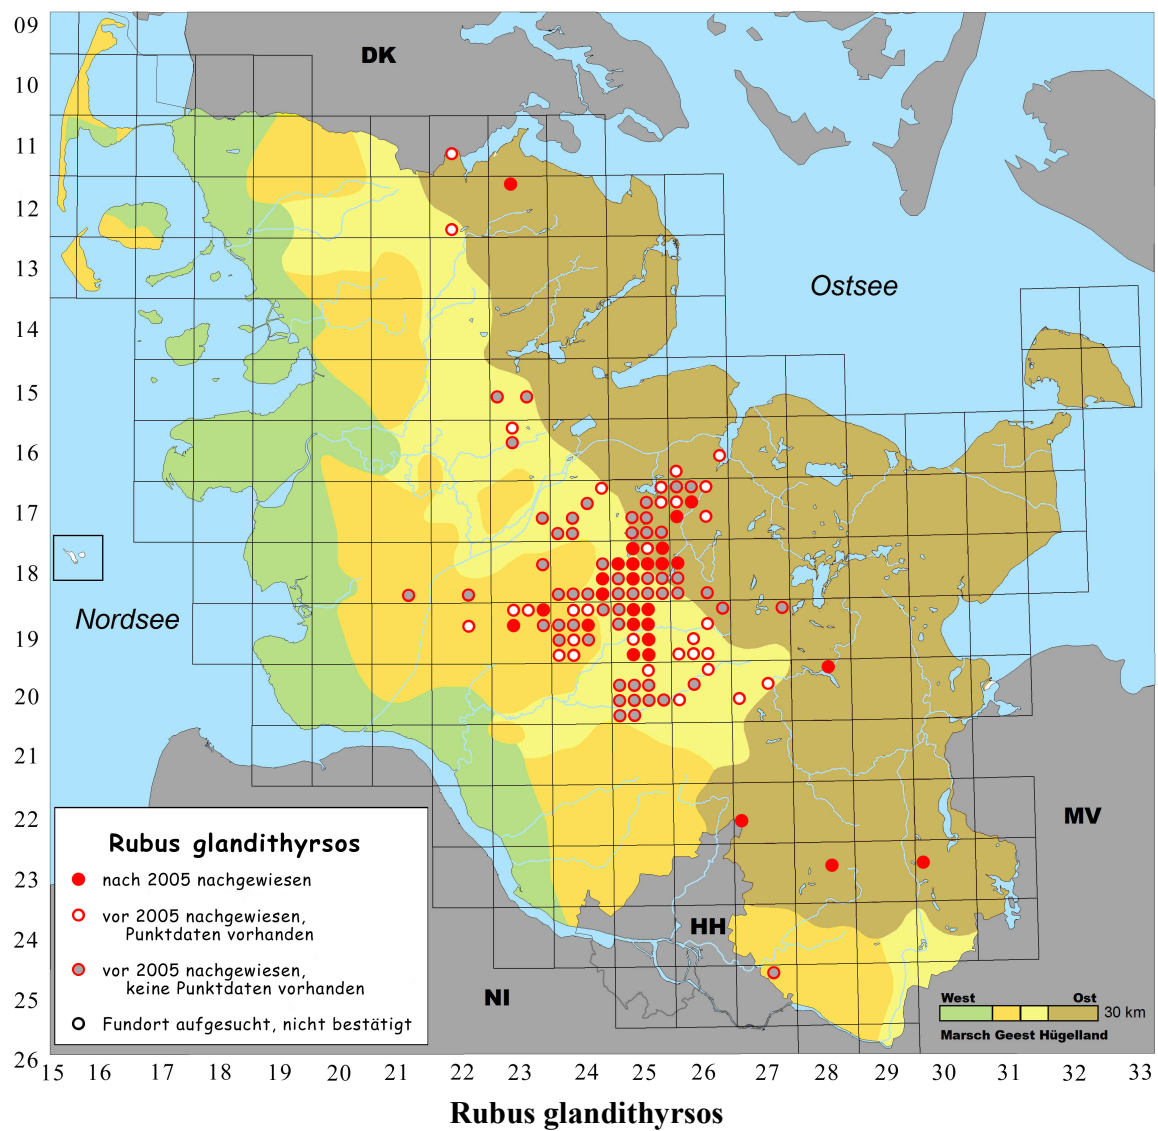 09
10
11
12
13
14
15
16
17
18
19
20
21
22
23
24
25
26
DK
Ostsee
Nordsee
MV
HH
NI
Rubus glandithyrsos
nach 2005 nachgewiesen
vor 2005 nachgewiesen,
Punktdaten vorhanden
vor 2005 nachgewiesen,
keine Punktdaten vorhanden
Fundort aufgesucht, nicht bestätigt
West Ost
30 km
Marsch Geest Hügelland
15 16 17 18 19 20 21 22 23 24 25 26 27 28 29 30 31 32 33
Rubus glandithyrsos